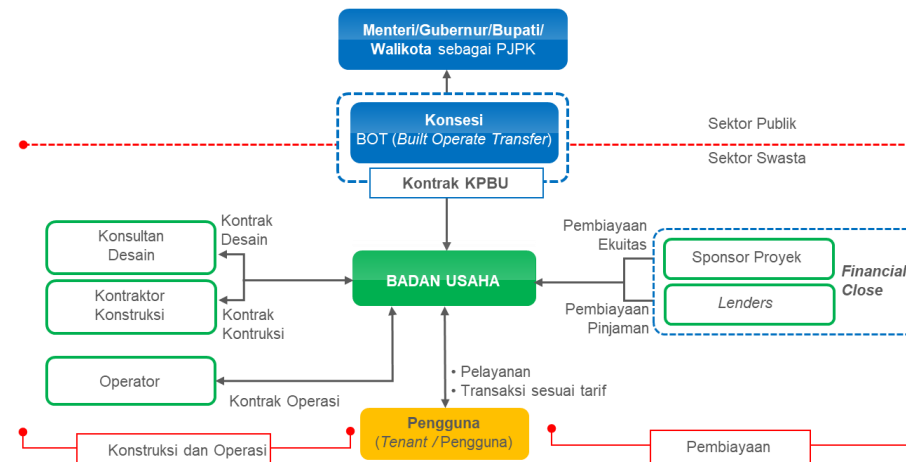 Menteri/Gubernur/Bupati/
Walikota sebagai PJPK
Konsesi
BOT (Built Operate Transfer)
Kontrak KPBU
Sektor Publik
Sektor Swasta
Konsultan
Desain
Kontrak
Desain
Kontraktor
Konstruksi
Kontrak
Kontruksi
Operator
Kontrak Operasi
BADAN USAHA
Pembiayaan
Ekuitas
Pembiayaan
Pinjaman
Sponsor Proyek
Lenders
Financial
Close
• Pelayanan
• Transaksi sesuai tarif
Pengguna
(Tenant / Pengguna)
Konstruksi dan Operasi
Pembiayaan